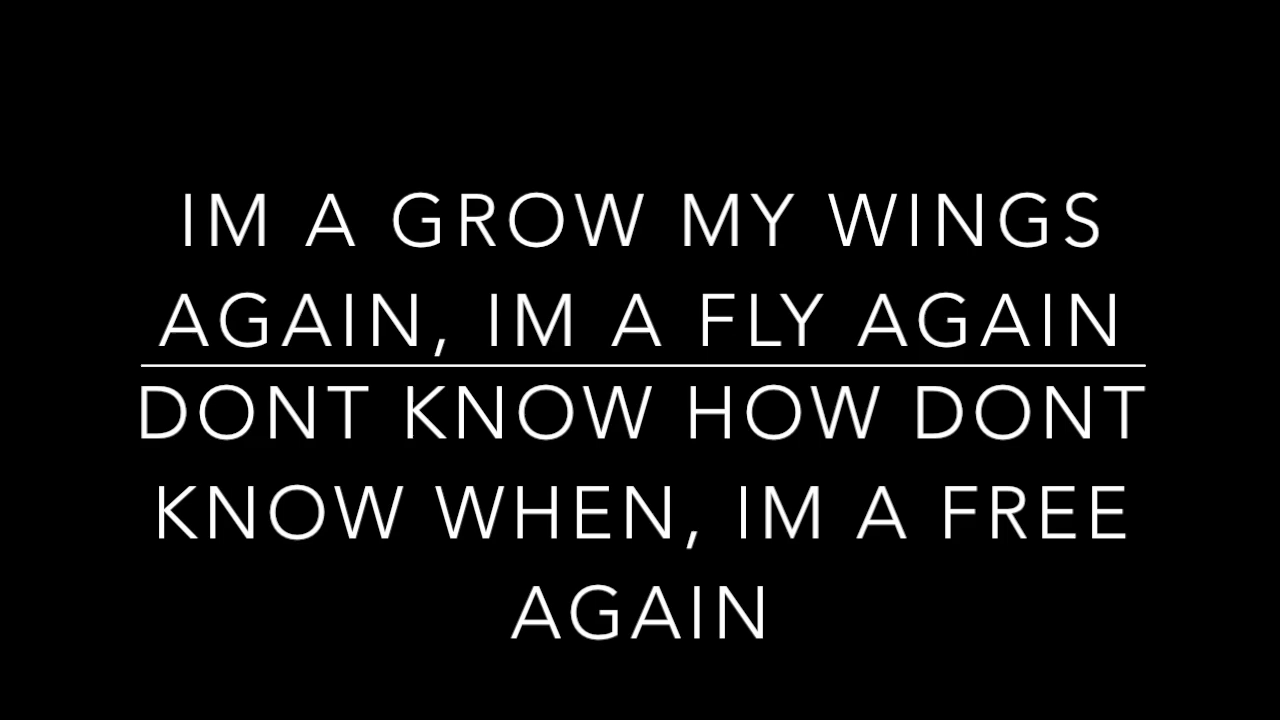 IM A GROW MY WINGS
AGAIN, IM A FLY AGAIN
DONT KNOW HOW DONT
KNOW WHEN, IM A FREE
AGAIN